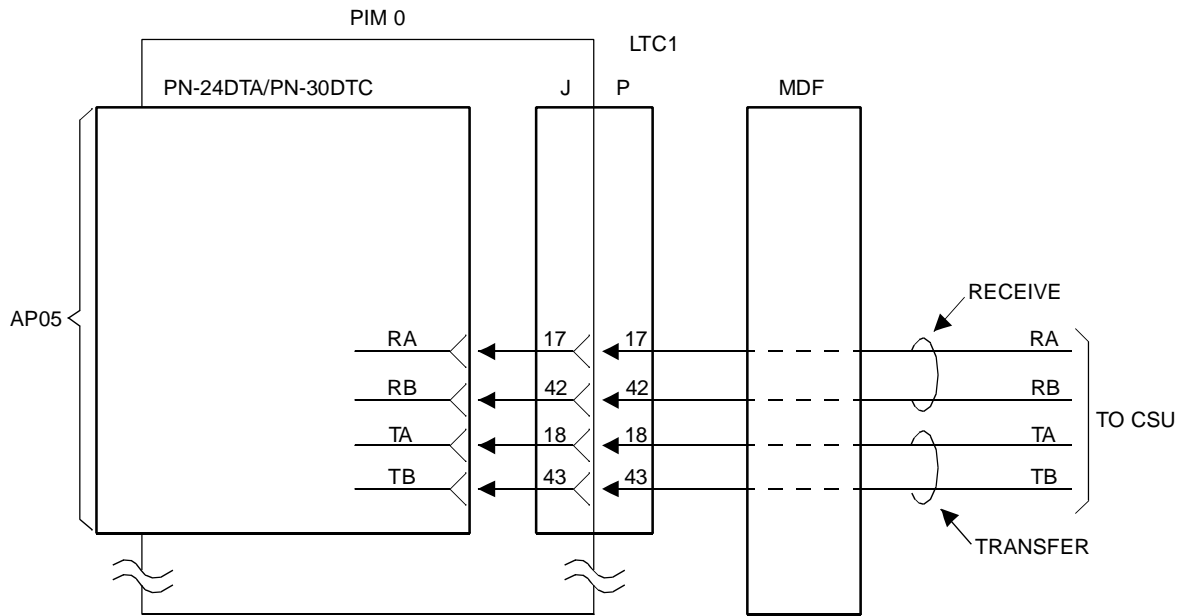 PIM 0
LTC1
PN-24DTA/PN-30DTC
J P
MDF
RECEIVE
AP05
RA 17 17 RA
RB 42 42 RB
TO CSU
TA 18 18 TA
TB 43 43 TB
TRANSFER